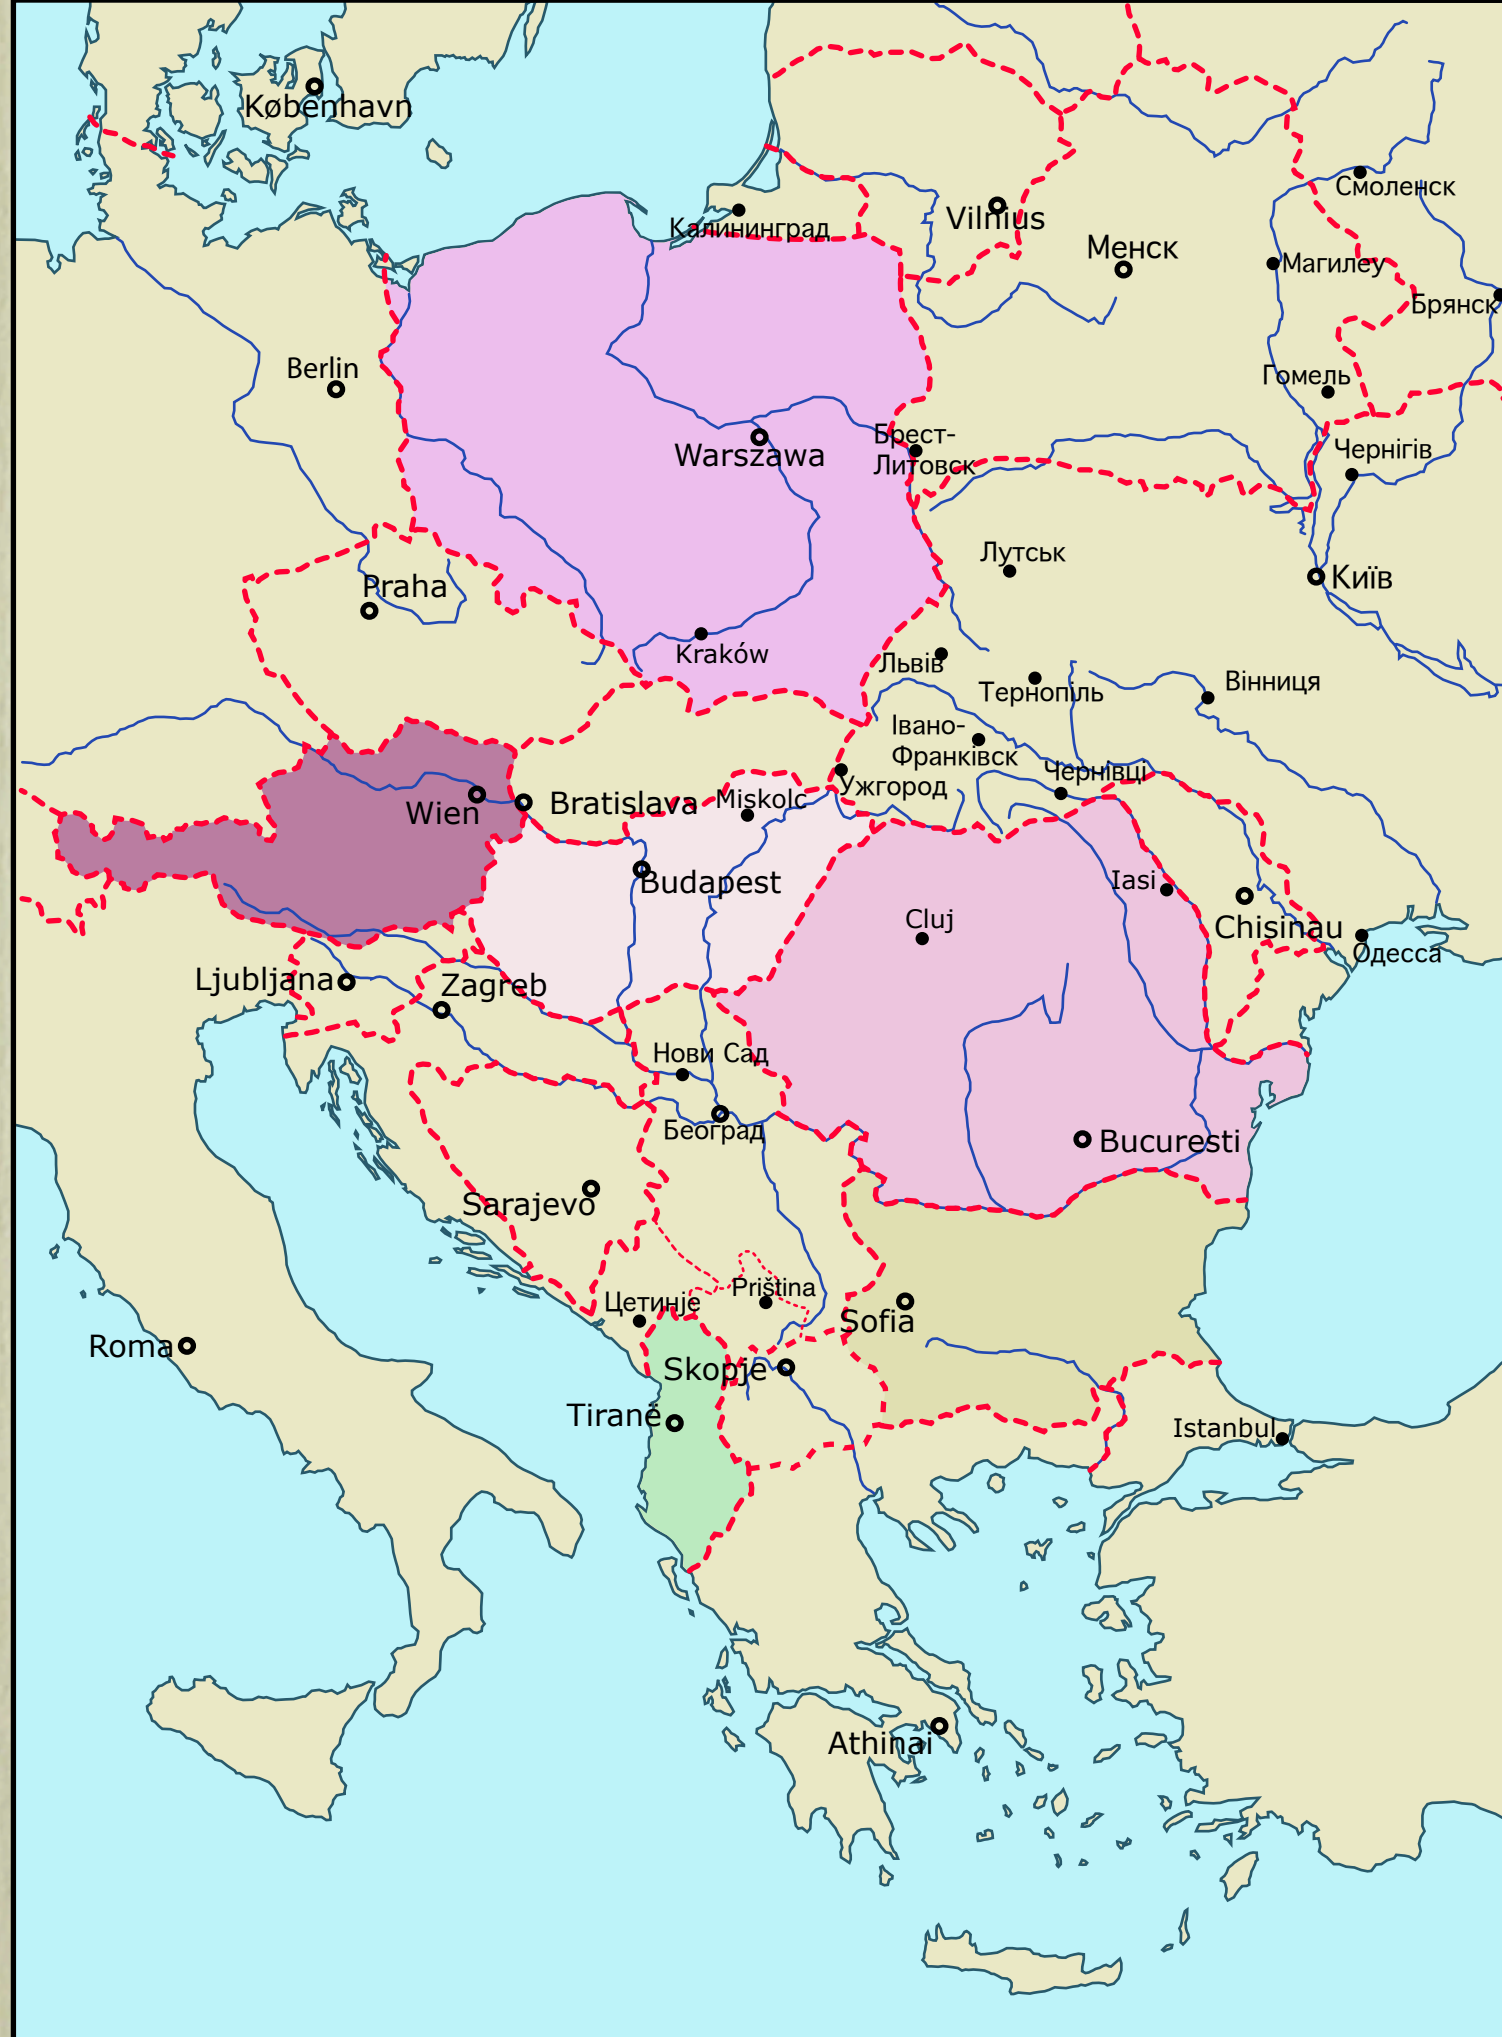 København
Смоленск
Калининград
Vilnius
Менск
Магилеу
Брянск
Berlin
Гомель
Warszawa
Брест-
Литовск
Чернігів
Лутськ
Київ
Praha
Kraków
Львів
Тернопіль
Вінниця
Івано-
Франківск
Чернівці
Ужгород
Wien
Bratislava
Miskolc
Budapest
Iasi
Cluj
Chisinau
Одесса
Ljubljana
Zagreb
Нови Сад
Београд
Bucuresti
Sarajevo
Priština
Цетинје
Sofia
Roma
Skopje
Tiranë
Istanbul
Athinai